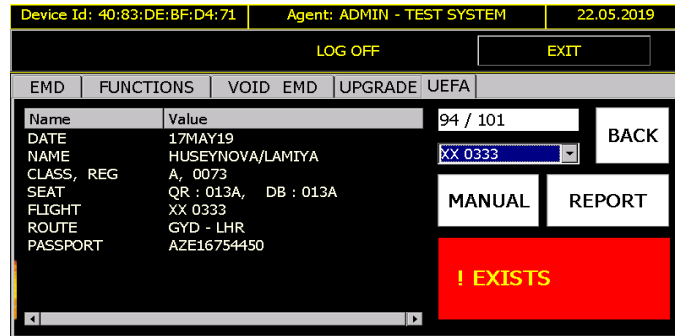 Device Id: 40:83:DE:BF:D4:71 Agent: ADMIN - TEST SYSTEM 22.05.2019
LOG OFF EXIT
EMD FUNCTIONS VOID EMD UPGRADE UEFA
Name Value
DATE 17MAY19
NAME HUSEYNOVA/LAMIYA
CLASS, REG A, 0073
SEAT QR : 013A, DB : 013A
FLIGHT XX 0333
ROUTE GYD - LHR
PASSPORT AZE16754450
94 / 101
XX 0333
BACK
MANUAL REPORT
! EXISTS